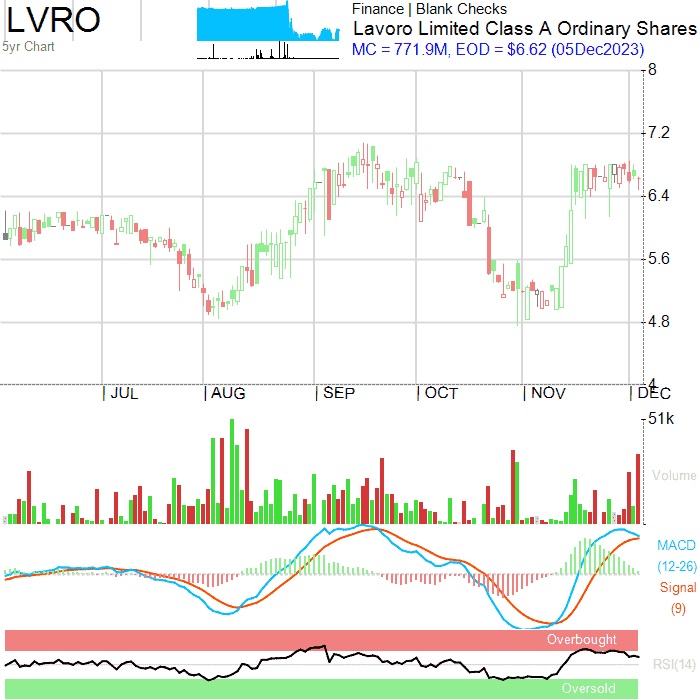 LVRO
5yr Chart
Finance | Blank Checks
Lavoro Limited Class A Ordinary Shares
MC = 771.9M, EOD = $6.62 (05Dec2023)
8
7.2
6.4
5.6
4.8
4
JUL AUG SEP OCT NOV DEC
51k
Volume
MACD
(12-26)
Signal
(9)
Overbought
RSI(14)
Oversold